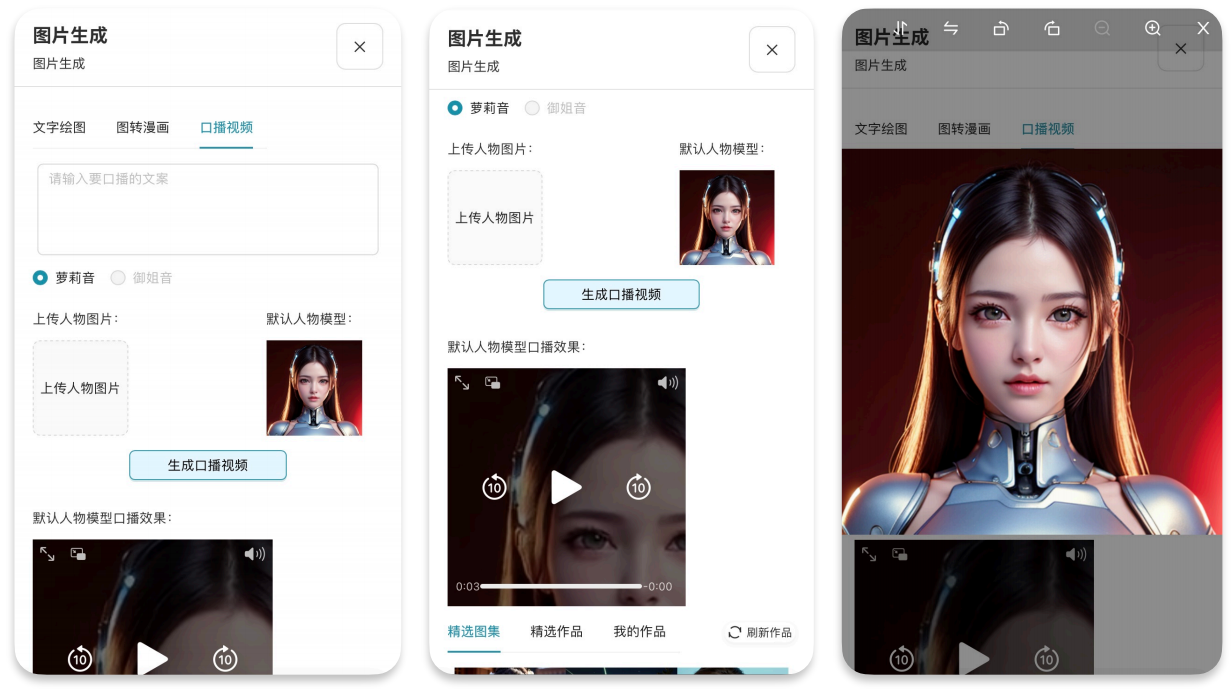 图片生成
图片生成
文字绘图 图转漫画 口播视频
请输入要口播的文案
萝莉音 御姐音
上传人物图片:
默认人物模型:
上传人物图片
生成口播视频
默认人物模型口播效果:
10 10
图片生成
图片生成
萝莉音 御姐音
上传人物图片:
默认人物模型:
上传人物图片
生成口播视频
默认人物模型口播效果:
10 10
0:03 -0:00
精选图集 精选作品 我的作品 刷新作品
图片生成
图片生成
文字绘图 图转漫画 口播视频
10 10